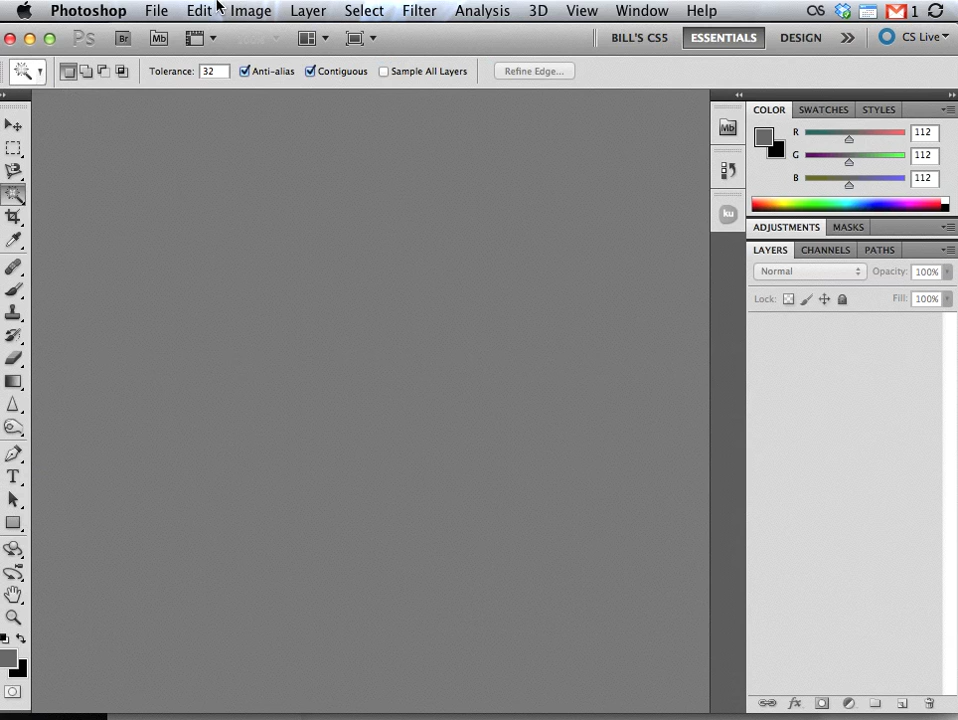 Photoshop File Edit Image Layer Select Filter Analysis 3D View Window Help 1
Ps Br Mb BILL'S CS5 ESSENTIALS DESIGN CS Live
Tolerance: 32 Anti-alias Contiguous Sample All Layers Refine Edge...
COLOR SWATCHES STYLES
Mb
R 112
G 112
B 112
ku
ADJUSTMENTS MASKS
LAYERS CHANNELS PATHS
Normal Opacity: 100%
Lock: Fill: 100%
T
fx